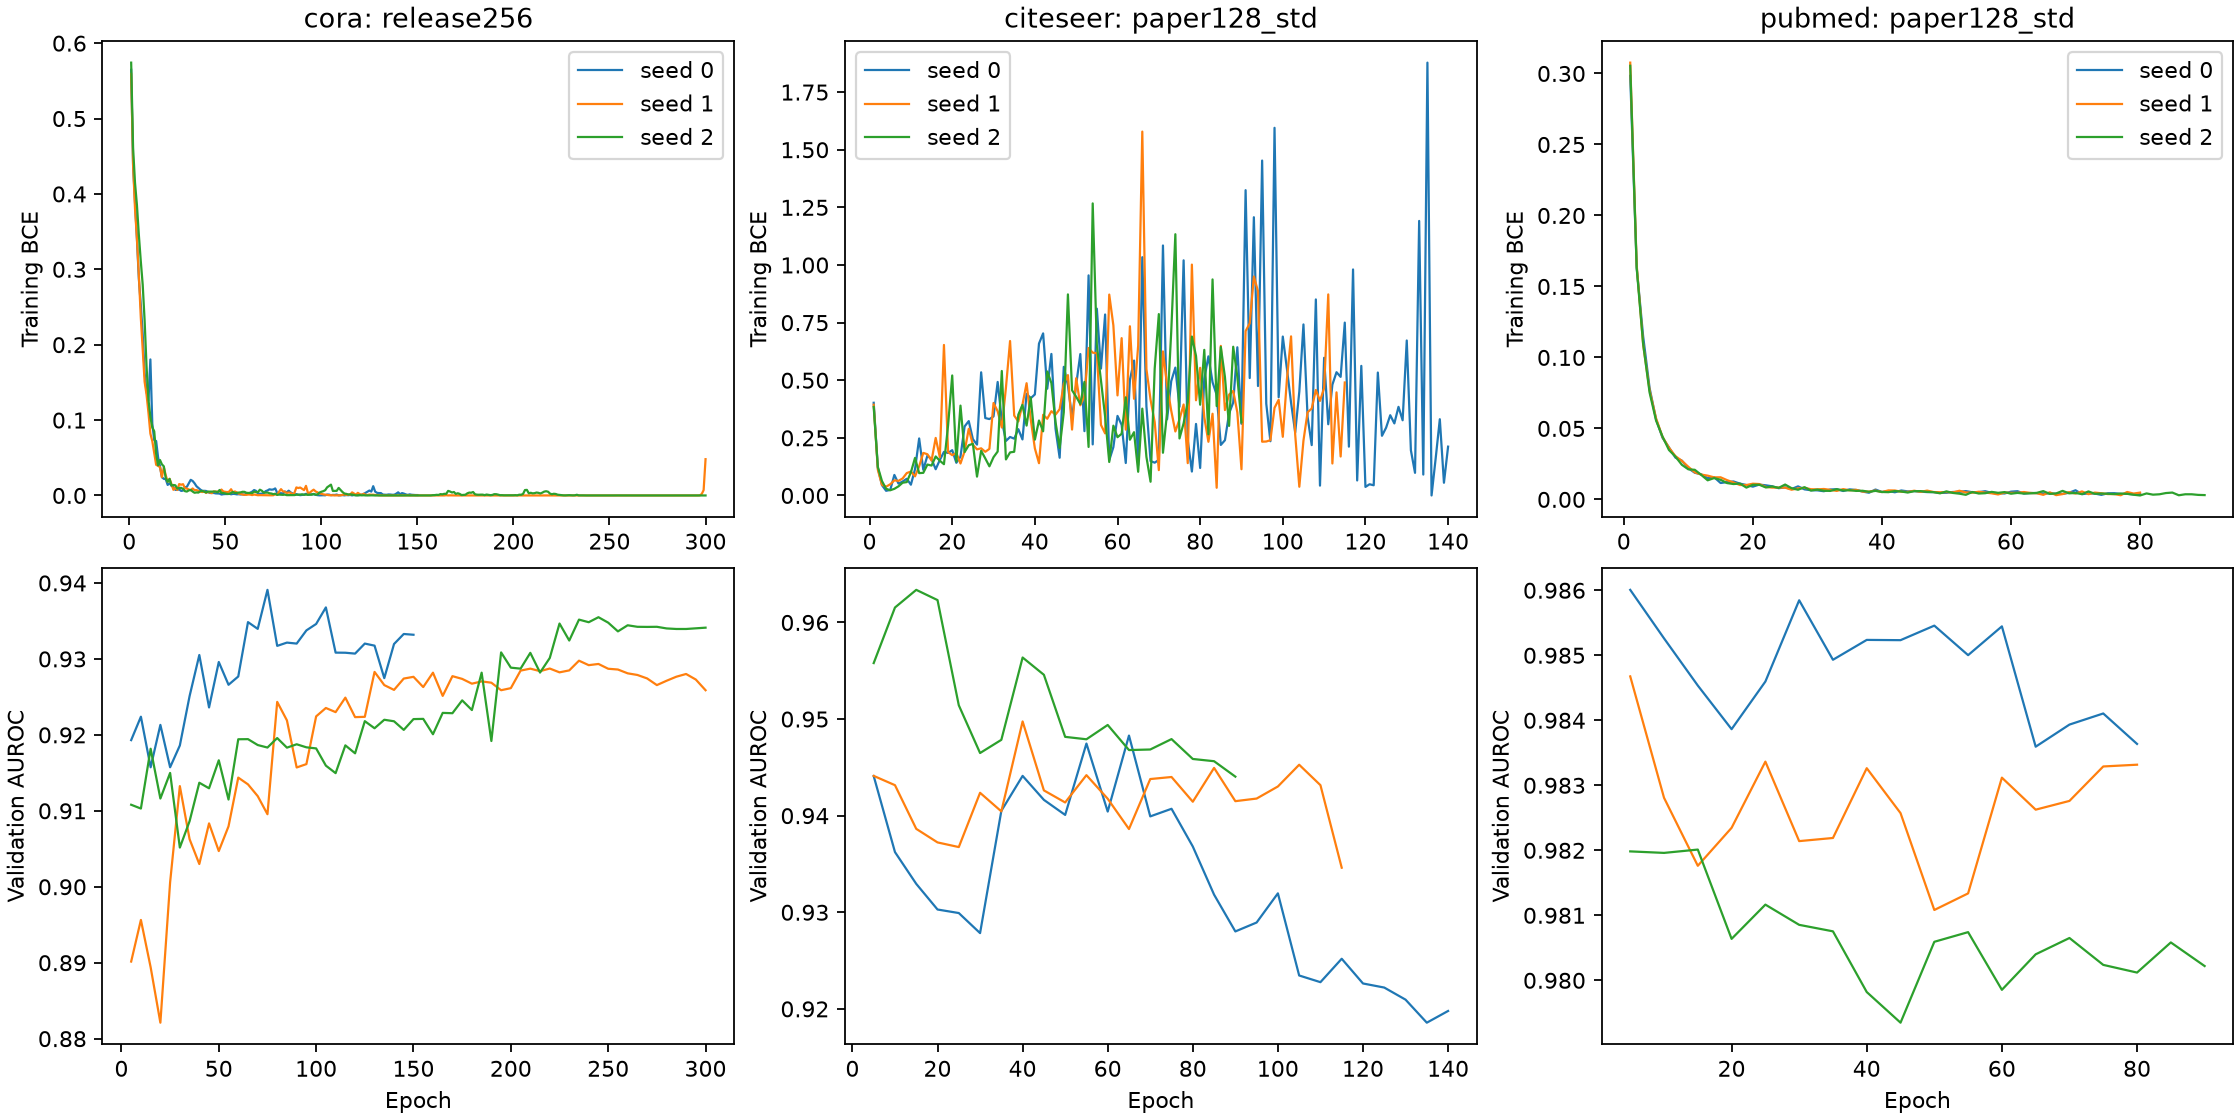 cora: release256
Training BCE
0.6
0.5
0.4
0.3
0.2
0.1
0.0
0 50 100 150 200 250 300
seed 0
seed 1
seed 2
citeseer: paper128_std
Training BCE
1.75
1.50
1.25
1.00
0.75
0.50
0.25
0.00
0 20 40 60 80 100 120 140
seed 0
seed 1
seed 2
pubmed: paper128_std
Training BCE
0.30
0.25
0.20
0.15
0.10
0.05
0.00
0 20 40 60 80
seed 0
seed 1
seed 2
Validation AUROC
0.94
0.93
0.92
0.91
0.90
0.89
0.88
0 50 100 150 200 250 300
Epoch
Validation AUROC
0.96
0.95
0.94
0.93
0.92
0 20 40 60 80 100 120 140
Epoch
Validation AUROC
0.986
0.985
0.984
0.983
0.982
0.981
0.980
20 40 60 80
Epoch